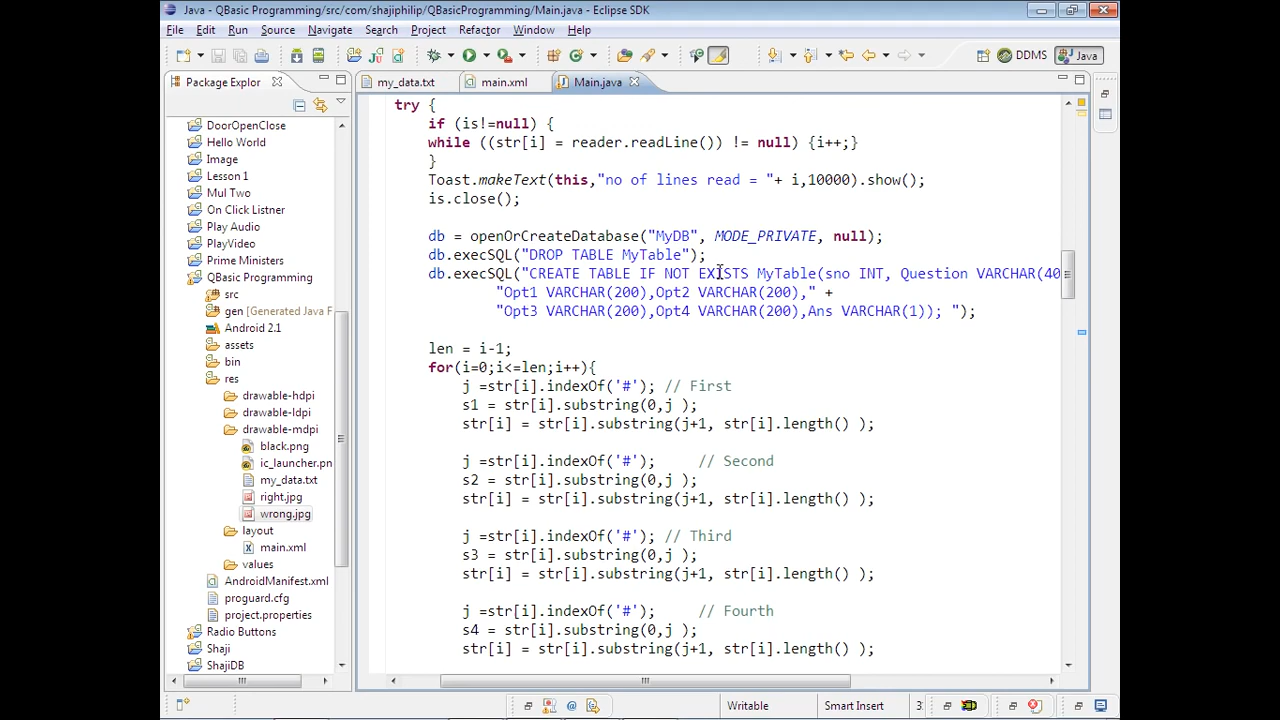 Java - QBasic Programming/src/com/shajiphilip/QBasicProgramming/Main.java - Eclipse SDK
File Edit Run Source Navigate Search Project Refactor Window Help
DDMS Java
Package Explor
my_data.txt main.xml Main.java
DoorOpenClose
Hello World
Image
Lesson 1
Mul Two
On Click Listner
Play Audio
PlayVideo
Prime Ministers
QBasic Programming
src
gen [Generated Java F
Android 2.1
assets
bin
res
drawable-hdpi
drawable-ldpi
drawable-mdpi
black.png
ic_launcher.pn
my_data.txt
right.jpg
wrong.jpg
layout
main.xml
values
AndroidManifest.xml
proguard.cfg
project.properties
Radio Buttons
Shaji
ShajiDB
try {
if (is!=null) {
while ((str[i] = reader.readLine()) != null) {i++;}
}
Toast.makeText(this,"no of lines read = "+ i,10000).show();
is.close();
db = openOrCreateDatabase("MyDB", MODE_PRIVATE, null);
db.execSQL("DROP TABLE MyTable");
db.execSQL("CREATE TABLE IF NOT EXISTS MyTable(sno INT, Question VARCHAR(40
"Opt1 VARCHAR(200),Opt2 VARCHAR(200)," +
"Opt3 VARCHAR(200),Opt4 VARCHAR(200),Ans VARCHAR(1)); ");
len = i-1;
for(i=0;i<=len;i++){
j =str[i].indexOf('#'); // First
s1 = str[i].substring(0,j );
str[i] = str[i].substring(j+1, str[i].length() );
j =str[i].indexOf('#'); // Second
s2 = str[i].substring(0,j );
str[i] = str[i].substring(j+1, str[i].length() );
j =str[i].indexOf('#'); // Third
s3 = str[i].substring(0,j );
str[i] = str[i].substring(j+1, str[i].length() );
j =str[i].indexOf('#'); // Fourth
s4 = str[i].substring(0,j );
str[i] = str[i].substring(j+1, str[i].length() );
Writable Smart Insert 3